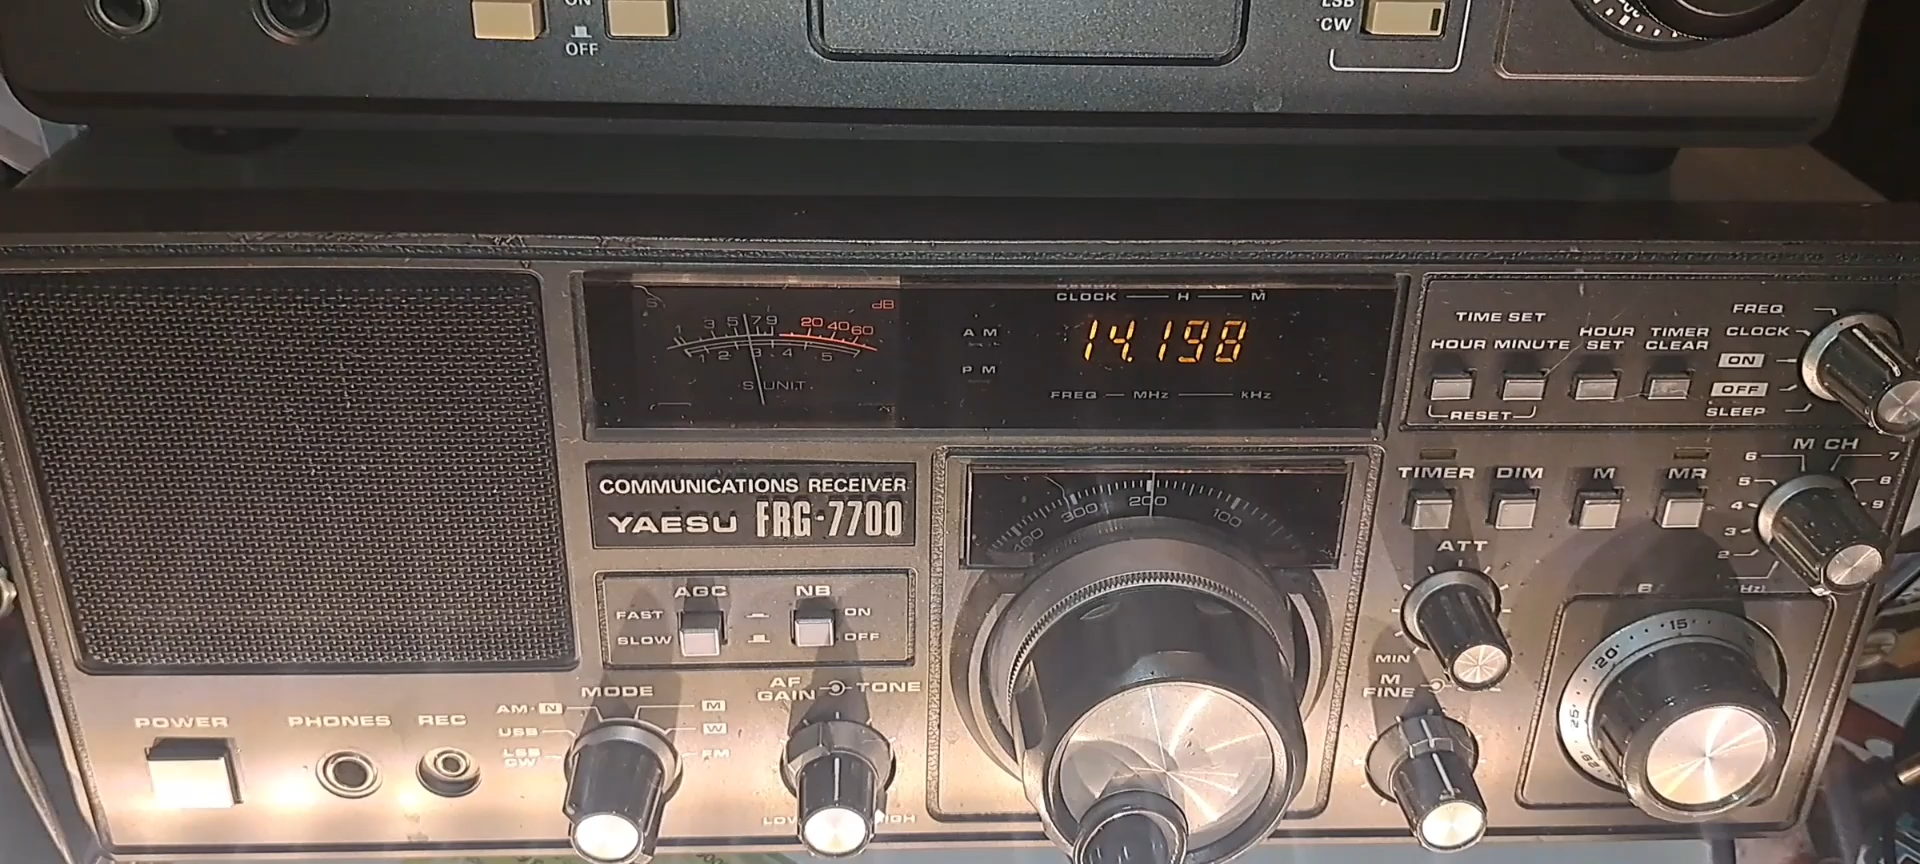 ON
OFF
LSB
CW
S
dB
1 3 5 7 9 20 40 60
1 2 3 4 5
S UNIT
CLOCK H M
AM
14.198
PM
FREQ MHz kHz
TIME SET
HOUR MINUTE
HOUR SET
TIMER CLEAR
RESET
FREQ
CLOCK
ON
OFF
SLEEP
COMMUNICATIONS RECEIVER
YAESU FRG-7700
400 300 200 100
TIMER DIM M MR
M CH
6 7
5 8
4 9
3
2
AGC NB
FAST ON
SLOW OFF
ATT
MIN
M
FINE
15
20
25
29
MODE
AM·N M
USB W
LSB
CW
FM
AF
GAIN TONE
LOW HIGH
POWER PHONES REC